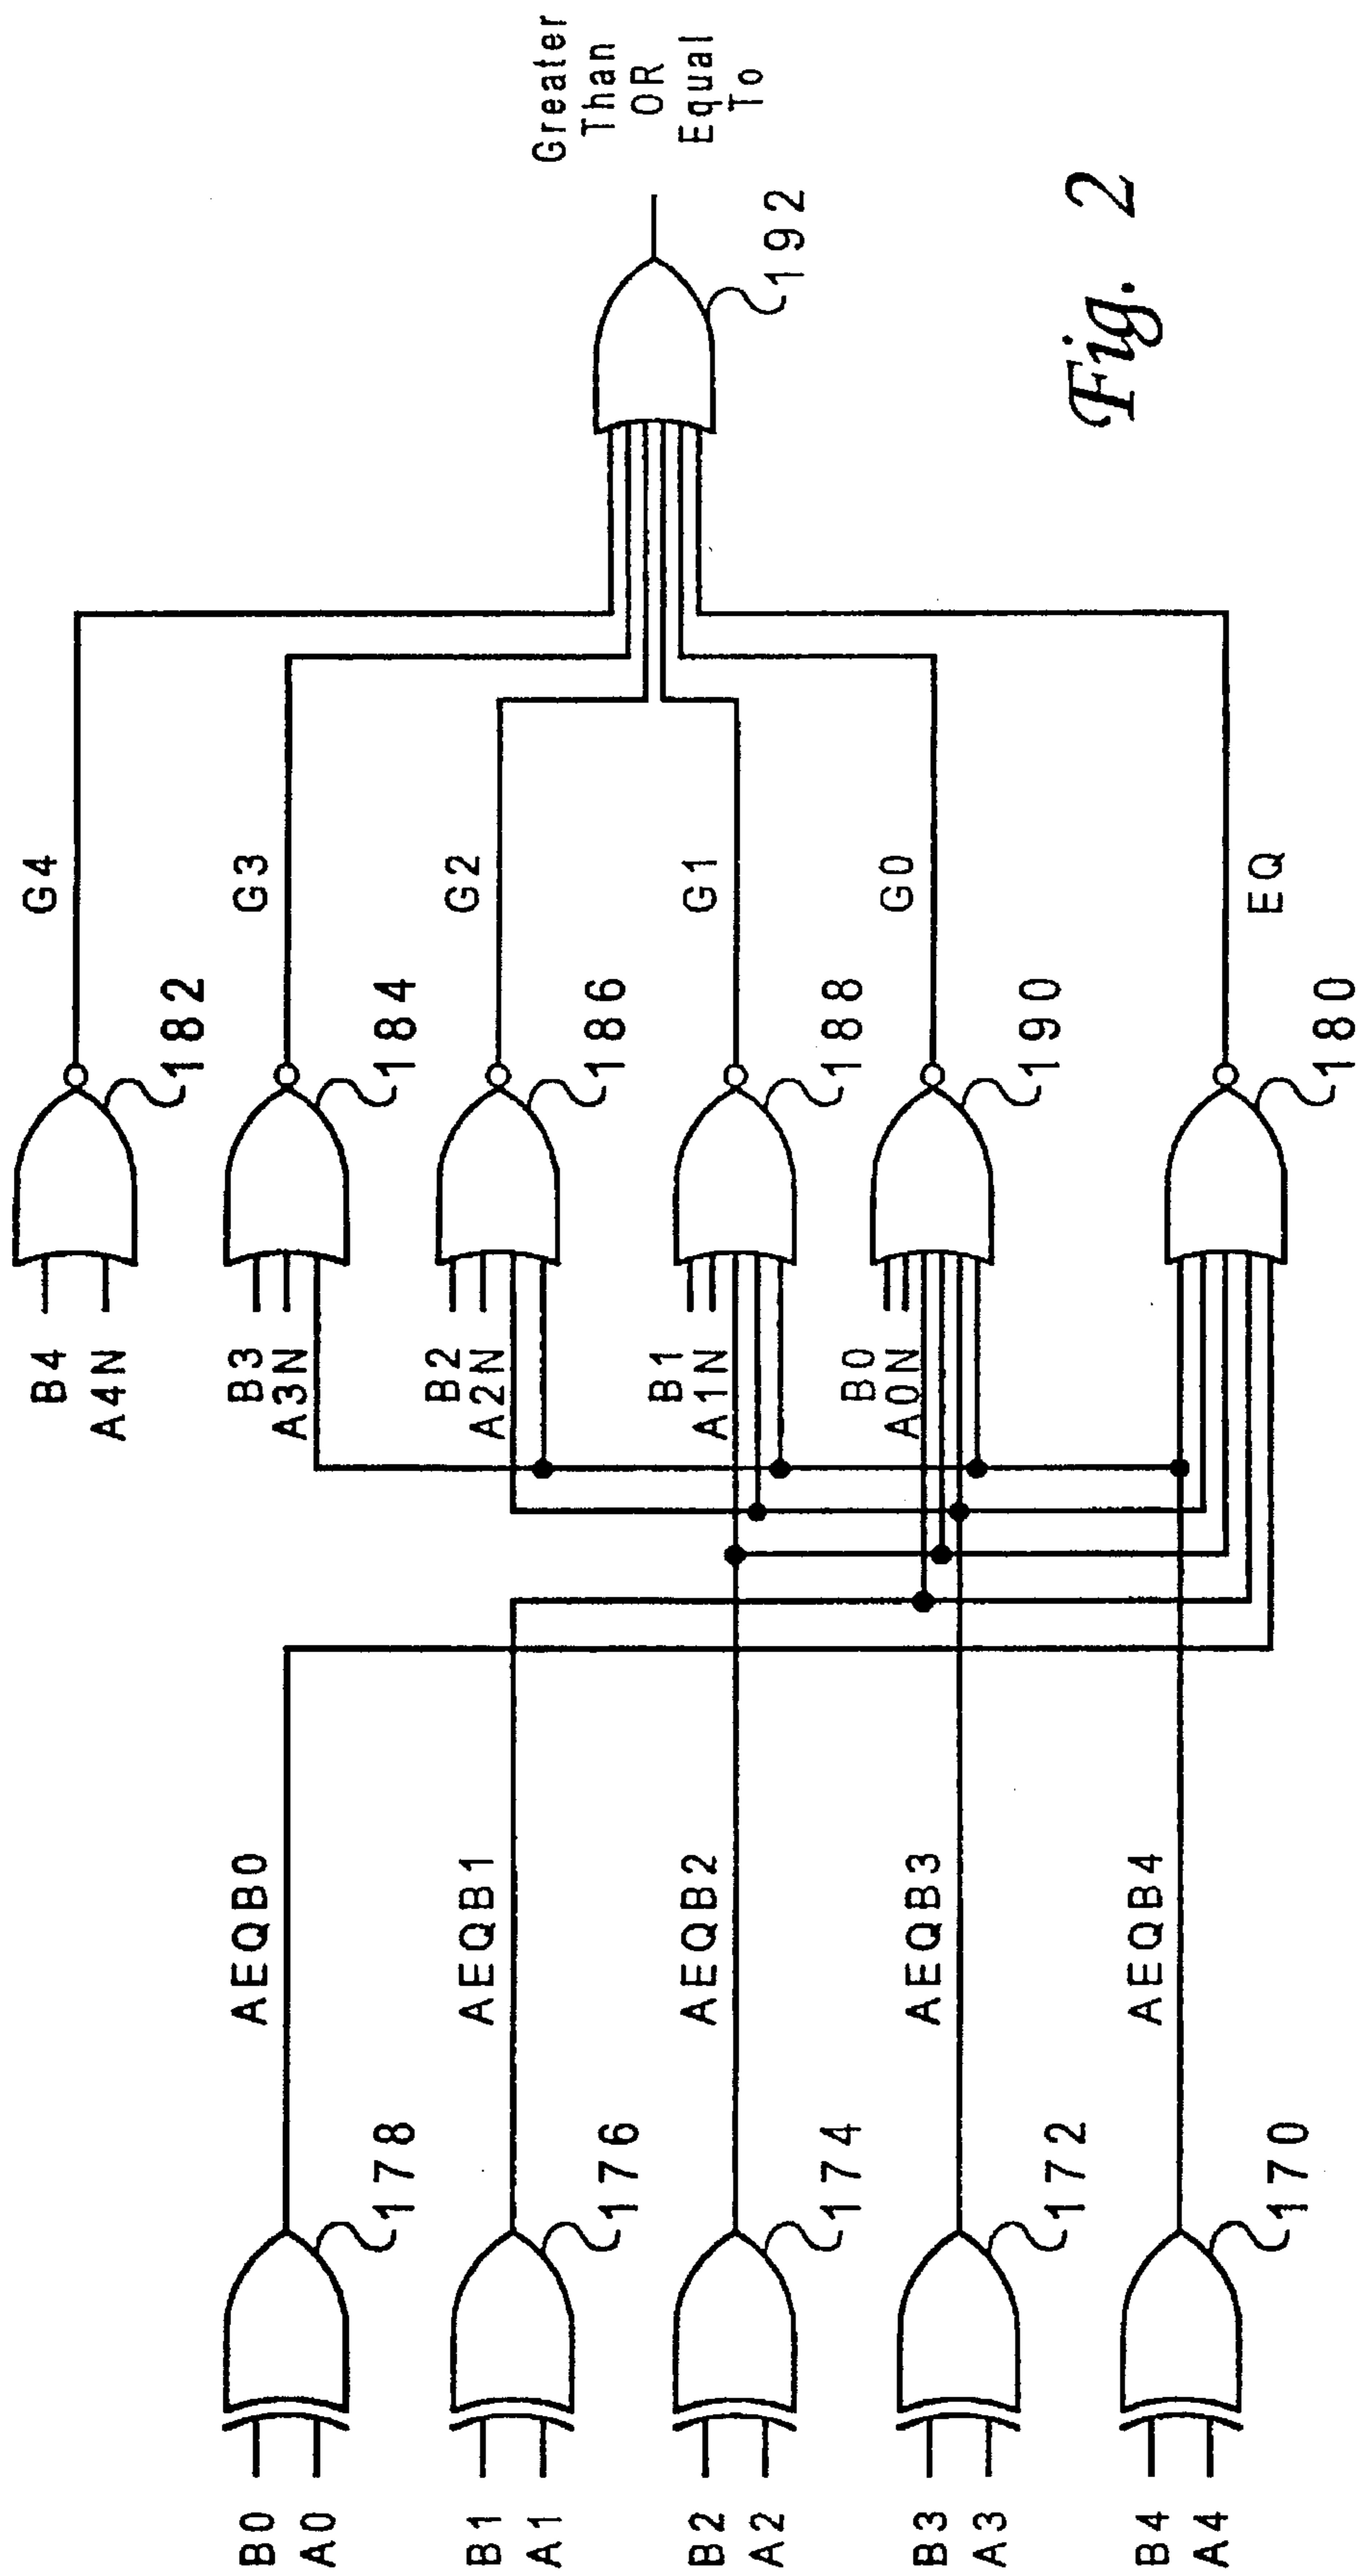 B4
A4N
182
G4
B0
A0
178
AEQB0
B3
A3N
184
G3
B1
A1
176
AEQB1
B2
A2N
186
G2
Greater
Than
OR
Equal
To
B2
A2
174
AEQB2
B1
A1N
188
G1
192
B3
A3
172
AEQB3
B0
A0N
190
G0
B4
A4
170
AEQB4
180
EQ
Fig. 2